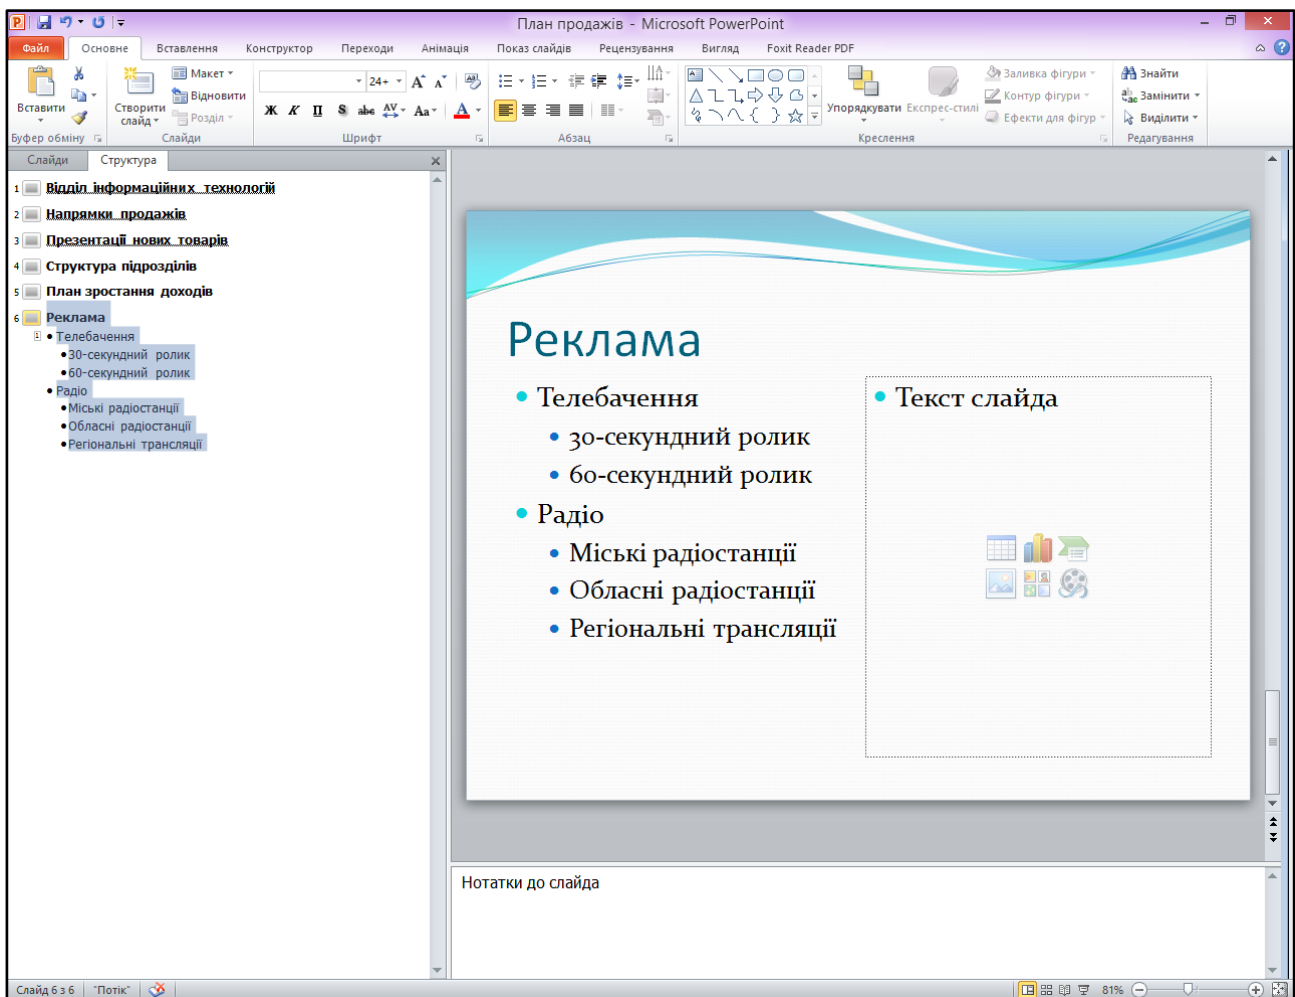 План продажів - Microsoft PowerPoint
Файл Основне Вставлення Конструктор Переходи Анімація Показ слайдів Рецензування Вигляд Foxit Reader PDF
Вставити
Створити слайд
Макет
Відновити
Розділ
24+
Ж К П S abc AV Aa А
Упорядкувати Експрес-стилі
Заливка фігури
Контур фігури
Ефекти для фігур
Знайти
Замінити
Виділити
Буфер обміну Слайди Шрифт Абзац Креслення Редагування
Слайди Структура
1 Відділ інформаційних технологій
2 Напрямки продажів
3 Презентації нових товарів
4 Структура підрозділів
5 План зростання доходів
6 Реклама
1 • Телебачення
•30-секундний ролик
•60-секундний ролик
• Радіо
•Міські радіостанції
•Обласні радіостанції
•Регіональні трансляції
Реклама
• Телебачення
• 30-секундний ролик
• 60-секундний ролик
• Радіо
• Міські радіостанції
• Обласні радіостанції
• Регіональні трансляції
• Текст слайда
Нотатки до слайда
Слайд 6 з 6 "Потік" 81%